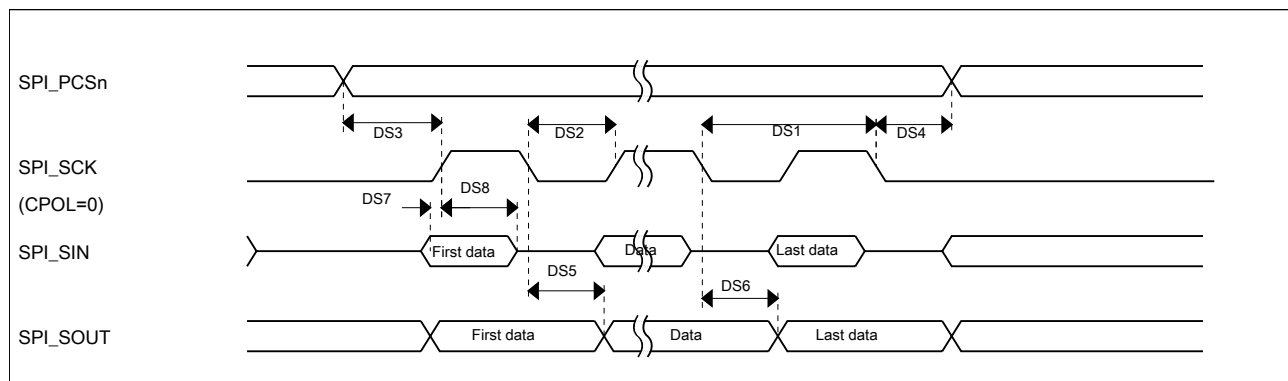 SPI_PCSn
DS3
DS2
DS1
DS4
SPI_SCK
(CPOL=0)
DS7
DS8
SPI_SIN
First data
Data
Last data
DS5
DS6
SPI_SOUT
First data
Data
Last data